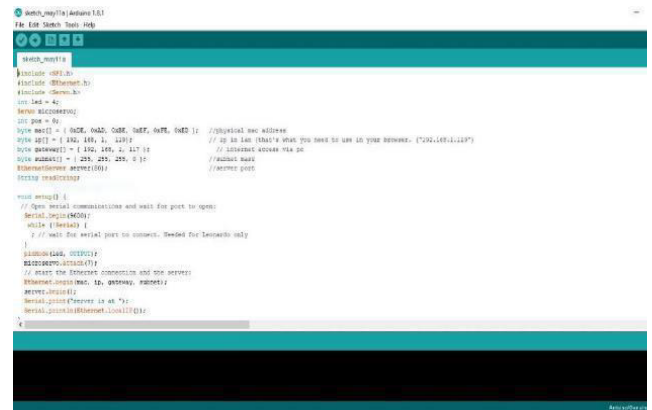 sketch_may11a | Arduino 1.8.1
File Edit Sketch Tools Help
sketch_may11a
#include <SPI.h>
#include <Ethernet.h>
#include <Servo.h>
int led = 4;
Servo microservo;
int pos = 0;
byte mac[] = { 0xDE, 0xAD, 0xBE, 0xEF, 0xFE, 0xED }; //physical mac address
byte ip[] = { 192, 168, 1, 119}; // ip in lan (that's what you need to use in your browser. ("192.168.1.119")
byte gateway[] = { 192, 168, 1, 117 }; // internet access via pc
byte subnet[] = { 255, 255, 255, 0 }; //subnet mask
EthernetServer server(80); //server port
String readString;
void setup() {
// Open serial communications and wait for port to open:
Serial.begin(9600);
while (!Serial) {
; // wait for serial port to connect. Needed for Leonardo only
}
pinMode(led, OUTPUT);
microservo.attach(7);
// start the Ethernet connection and the server:
Ethernet.begin(mac, ip, gateway, subnet);
server.begin();
Serial.print("server is at ");
Serial.println(Ethernet.localIP());